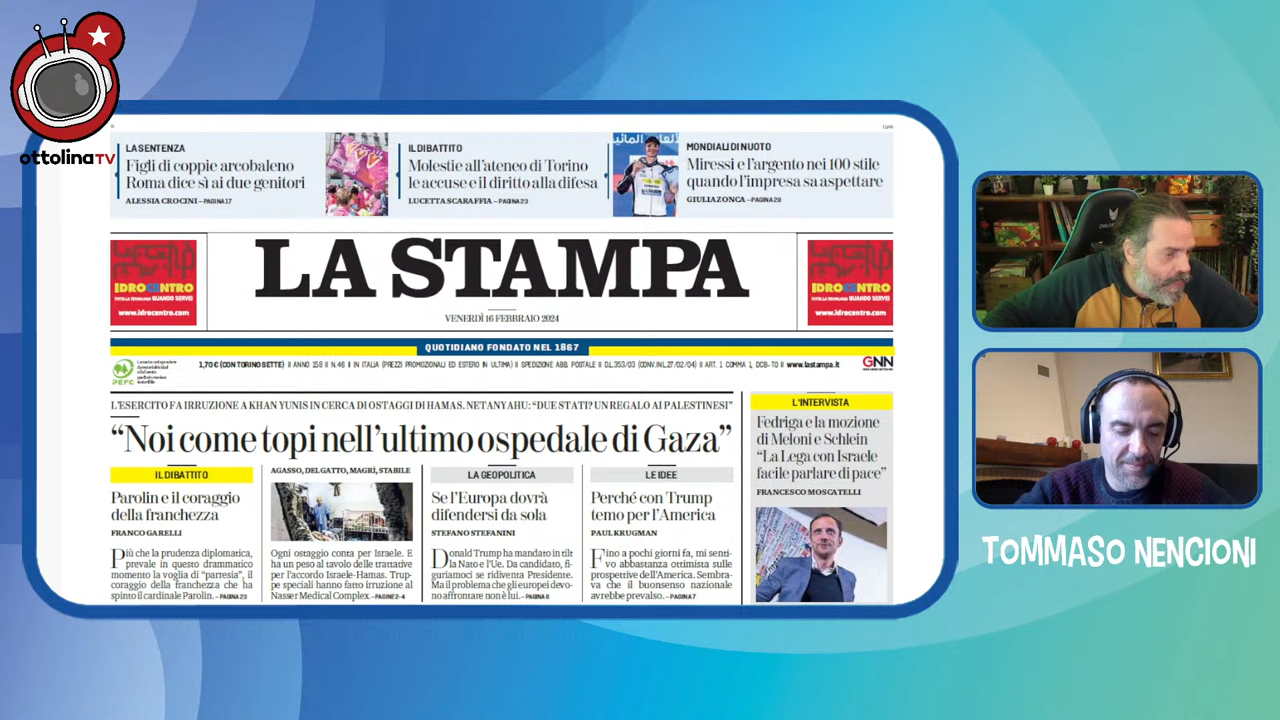 ottolinaTV
LA SENTENZA
Figli di coppie arcobaleno
Roma dice sì ai due genitori
ALESSIA CROCINI – PAGINA 17
IL DIBATTITO
Molestie all'ateneo di Torino
le accuse e il diritto alla difesa
LUCETTA SCARAFFIA – PAGINA 23
MONDIALI DI NUOTO
Miressi e l'argento nei 100 stile
quando l'impresa sa aspettare
GIULIA ZONCA – PAGINA 28
IDROCENTRO
TUTTA LA TECNOLOGIA QUANDO SERVE!
www.idrocentro.com
LA STAMPA
VENERDÌ 16 FEBBRAIO 2024
IDROCENTRO
TUTTA LA TECNOLOGIA QUANDO SERVE!
www.idrocentro.com
QUOTIDIANO FONDATO NEL 1867
PEFC
1,70 € (CON TORINO SETTE) II ANNO 158 II N.46 II IN ITALIA (PREZZI PROMOZIONALI ED ESTERO IN ULTIMA) II SPEDIZIONE ABB. POSTALE II D.L.353/03 (CONV.IN L.27/02/04) II ART. 1 COMMA 1, DCB-TO II www.lastampa.it
GNN
L'ESERCITO FA IRRUZIONE A KHAN YUNIS IN CERCA DI OSTAGGI DI HAMAS. NETANYAHU: "DUE STATI? UN REGALO AI PALESTINESI"
"Noi come topi nell'ultimo ospedale di Gaza"
IL DIBATTITO
Parolin e il coraggio
della franchezza
FRANCO GARELLI
Più che la prudenza diplomatica,
prevale in questo drammatico
momento la voglia di "parresia", il
coraggio della franchezza che ha
spinto il cardinale Parolin. – PAGINA 23
AGASSO, DEL GATTO, MAGRÌ, STABILE
Ogni ostaggio conta per Israele. E
ha un peso al tavolo delle trattative
per l'accordo Israele-Hamas. Trup-
pe speciali hanno fatto irruzione al
Nasser Medical Complex. – PAGINE 2-4
LA GEOPOLITICA
Se l'Europa dovrà
difendersi da sola
STEFANO STEFANINI
Donald Trump ha mandato in tilt
la Nato e l'Ue. Da candidato, fi-
guriamoci se ridiventa Presidente.
Ma il problema che gli europei devo-
no affrontare non è lui. – PAGINA 6
LE IDEE
Perché con Trump
temo per l'America
PAUL KRUGMAN
Fino a pochi giorni fa, mi senti-
vo abbastanza ottimista sulle
prospettive dell'America. Sembra-
va che il buonsenso nazionale
avrebbe prevalso. – PAGINA 7
L'INTERVISTA
Fedriga e la mozione
di Meloni e Schlein
"La Lega con Israele
facile parlare di pace"
FRANCESCO MOSCATELLI
TOMMASO NENCIONI